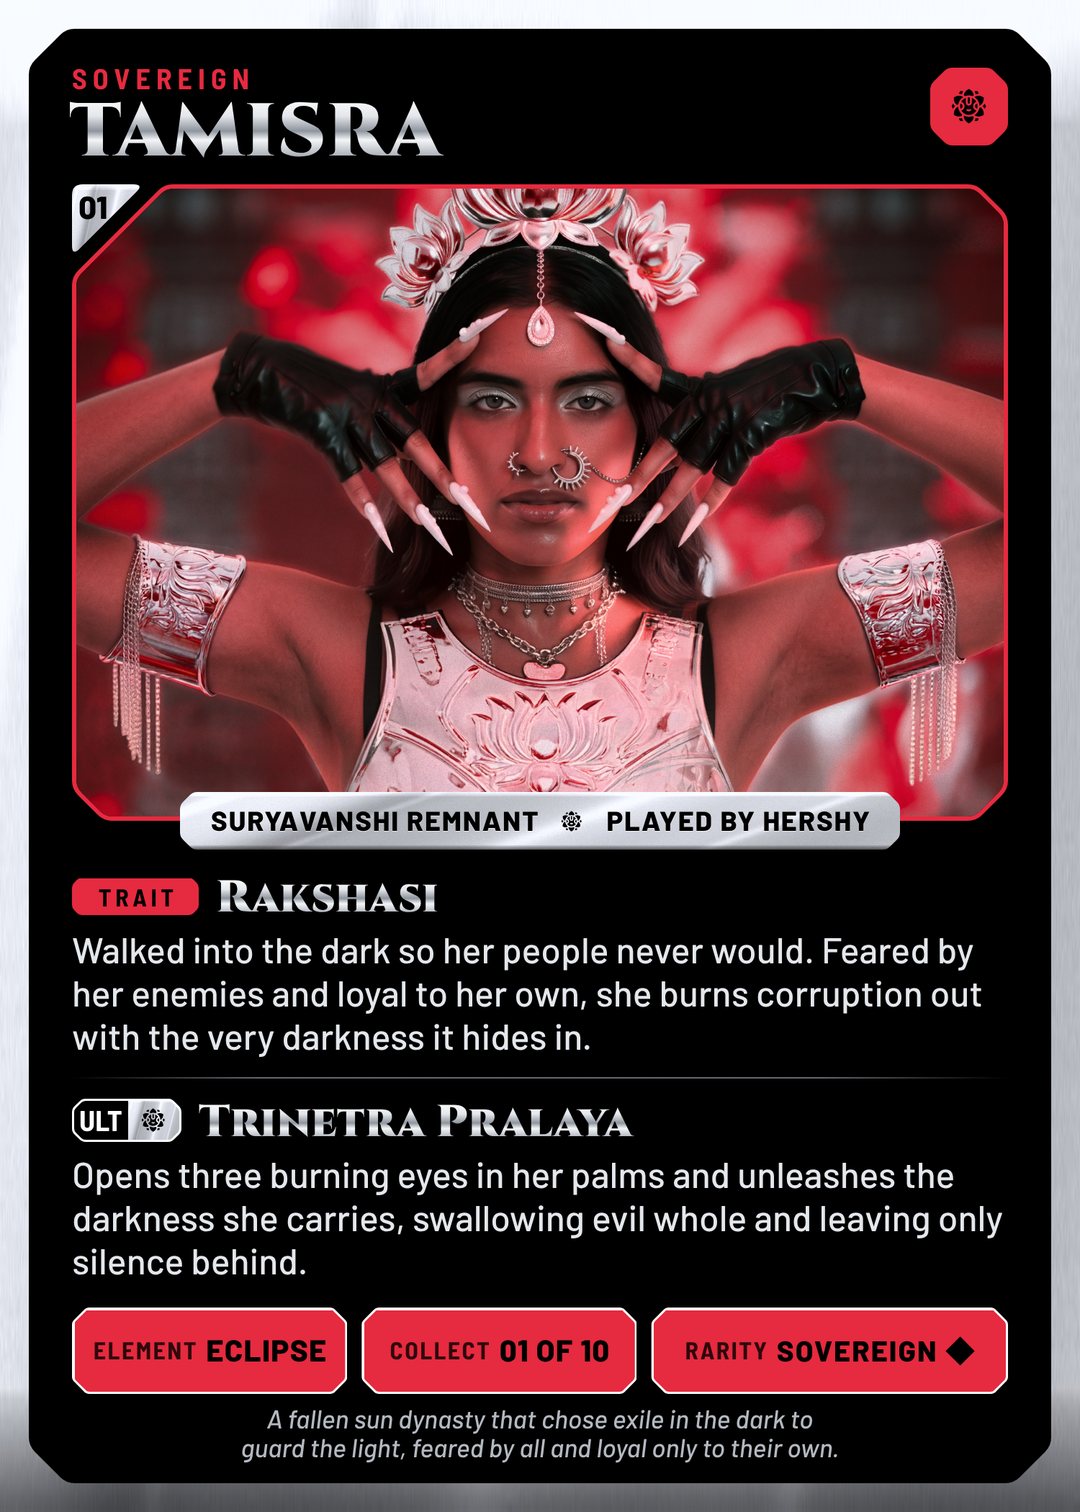 SOVEREIGN
TAMISRA
01
SURYAVANSHI REMNANT PLAYED BY HERSHY
TRAIT RAKSHASI
Walked into the dark so her people never would. Feared by
her enemies and loyal to her own, she burns corruption out
with the very darkness it hides in.
ULT TRINETRA PRALAYA
Opens three burning eyes in her palms and unleashes the
darkness she carries, swallowing evil whole and leaving only
silence behind.
ELEMENT ECLIPSE COLLECT 01 OF 10 RARITY SOVEREIGN
A fallen sun dynasty that chose exile in the dark to
guard the light, feared by all and loyal only to their own.